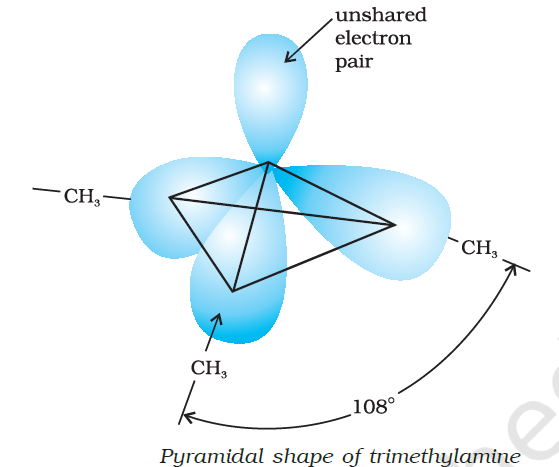 unshared
electron
pair
CH₃
CH₃
CH₃
108°
Pyramidal shape of trimethylamine